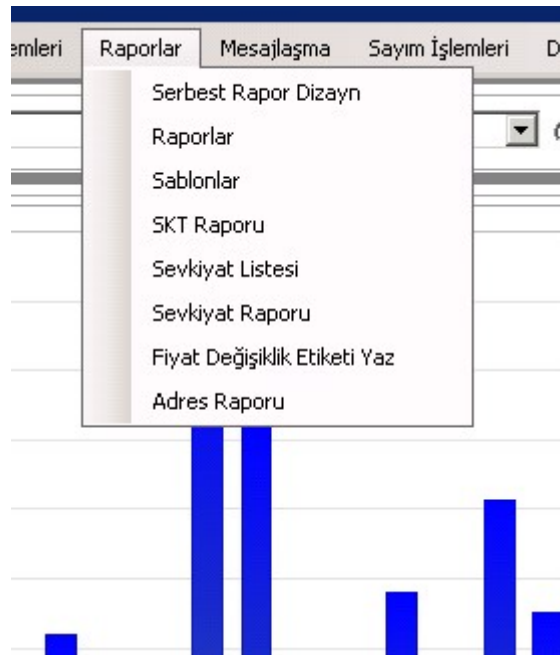 emleri Raporlar Mesajlaşma Sayım İşlemleri D
Serbest Rapor Dizayn
Raporlar
Sablonlar
SKT Raporu
Sevkiyat Listesi
Sevkiyat Raporu
Fiyat Değişiklik Etiketi Yaz
Adres Raporu